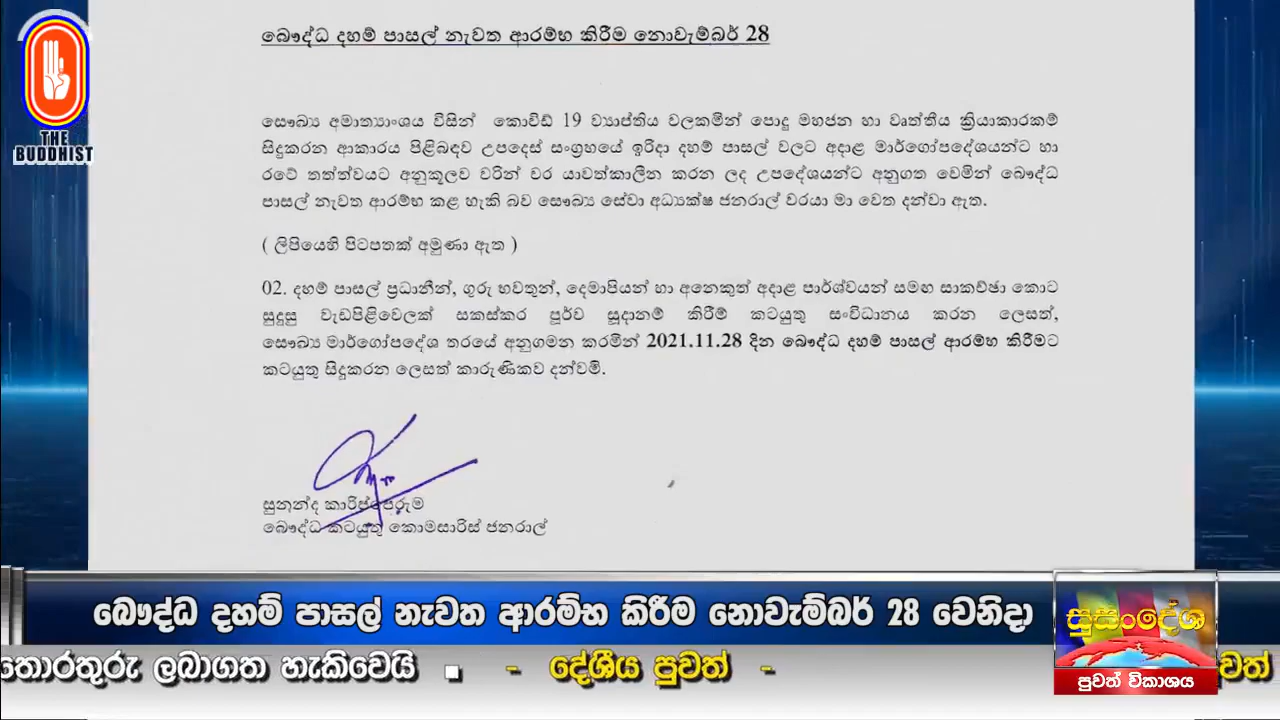 බෞද්ධ දහම් පාසල් නැවත ආරම්භ කිරීම නොවැම්බර් 28
THE
BUDDHIST
සෞඛ්‍ය අමාත්‍යාංශය විසින් කොවිඩ් 19 ව්‍යාප්තිය වලකමින් පොදු මහජන හා වෘත්තීය ක්‍රියාකාරකම්
සිදුකරන ආකාරය පිළිබඳව උපදෙස් සංග්‍රහයේ ඉරිදා දහම් පාසල් වලට අදාළ මාර්ගෝපදේශයන්ට හා
රටේ තත්ත්වයට අනුකූලව වරින් වර යාවත්කාලීන කරන ලද උපදේශයන්ට අනුගත වෙමින් බෞද්ධ
පාසල් නැවත ආරම්භ කළ හැකි බව සෞඛ්‍ය සේවා අධ්‍යක්ෂ ජනරාල් වරයා මා වෙත දන්වා ඇත.
( ලිපියෙහි පිටපතක් අමුණා ඇත )
02. දහම් පාසල් ප්‍රධානීන්, ගුරු භවතුන්, දෙමාපියන් හා අනෙකුත් අදාළ පාර්ශ්වයන් සමඟ සාකච්ඡා කොට
සුදුසු වැඩපිළිවෙලක් සකස්කර පූර්ව සූදානම් කිරීම් කටයුතු සංවිධානය කරන ලෙසත්,
සෞඛ්‍ය මාර්ගෝපදේශ තරයේ අනුගමන කරමින් 2021.11.28 දින බෞද්ධ දහම් පාසල් ආරම්භ කිරීමට
කටයුතු සිදුකරන ලෙසත් කාරුණිකව දන්වමි.
සුනන්ද කාරියප්පෙරුම
බෞද්ධ කටයුතු කොමසාරිස් ජනරාල්
බෞද්ධ දහම් පාසල් නැවත ආරම්භ කිරීම නොවැම්බර් 28 වෙනිදා
සුසංදේශ
පුවත් විකාශය
තොරතුරු ලබාගත හැකිවෙයි ■ - දේශීය පුවත් - පුවත්